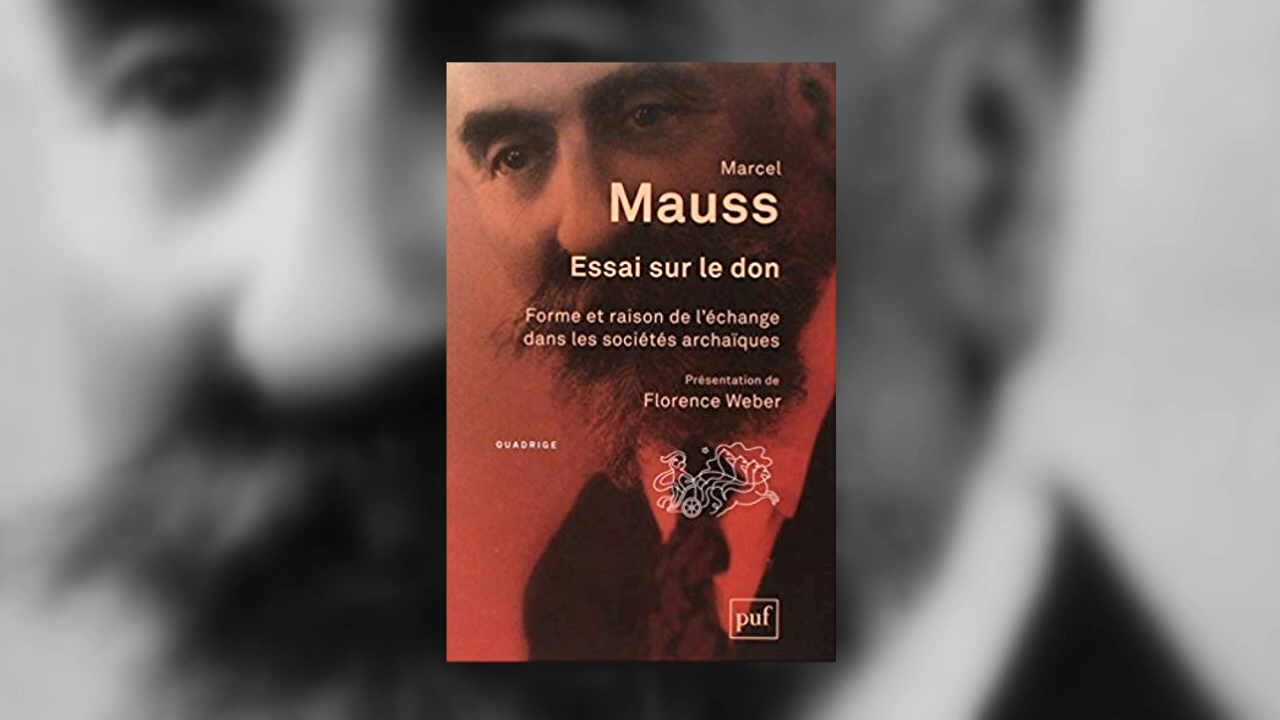 Marcel
Mauss
Essai sur le don
Forme et raison de l'échange
dans les sociétés archaïques
Présentation de
Florence Weber
QUADRIGE
puf